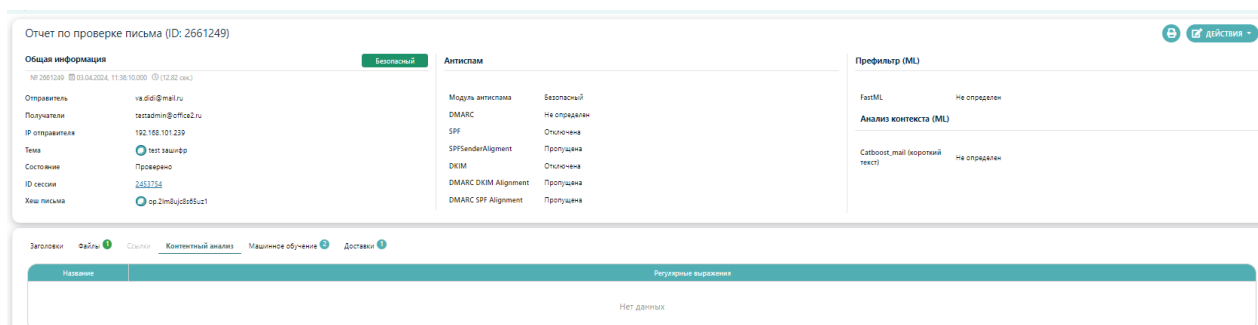 Отчет по проверке письма (ID: 2661249)
ДЕЙСТВИЯ
Общая информация
Безопасный
№ 2661249 03.04.2024, 11:36:10.000 (12.82 сек.)
Отправитель va.didi@mail.ru
Получатели testadmin@office2.ru
IP отправителя 192.168.101.239
Тема test зашифр
Состояние Проверено
ID сессии 2453754
Хеш письма op.2lm8ujc8s65uz1
Антиспам
Модуль антиспама Безопасный
DMARC Не определен
SPF Отключена
SPFSenderAligment Пропущена
DKIM Отключена
DMARC DKIM Alignment Пропущена
DMARC SPF Alignment Пропущена
Префильтр (ML)
FastML Не определен
Анализ контекста (ML)
Catboost_mail (короткий
текст) Не определен
Заголовки Файлы 1 Ссылки Контентный анализ Машинное обучение 2 Доставки 1
Название Регулярные выражения
Нет данных